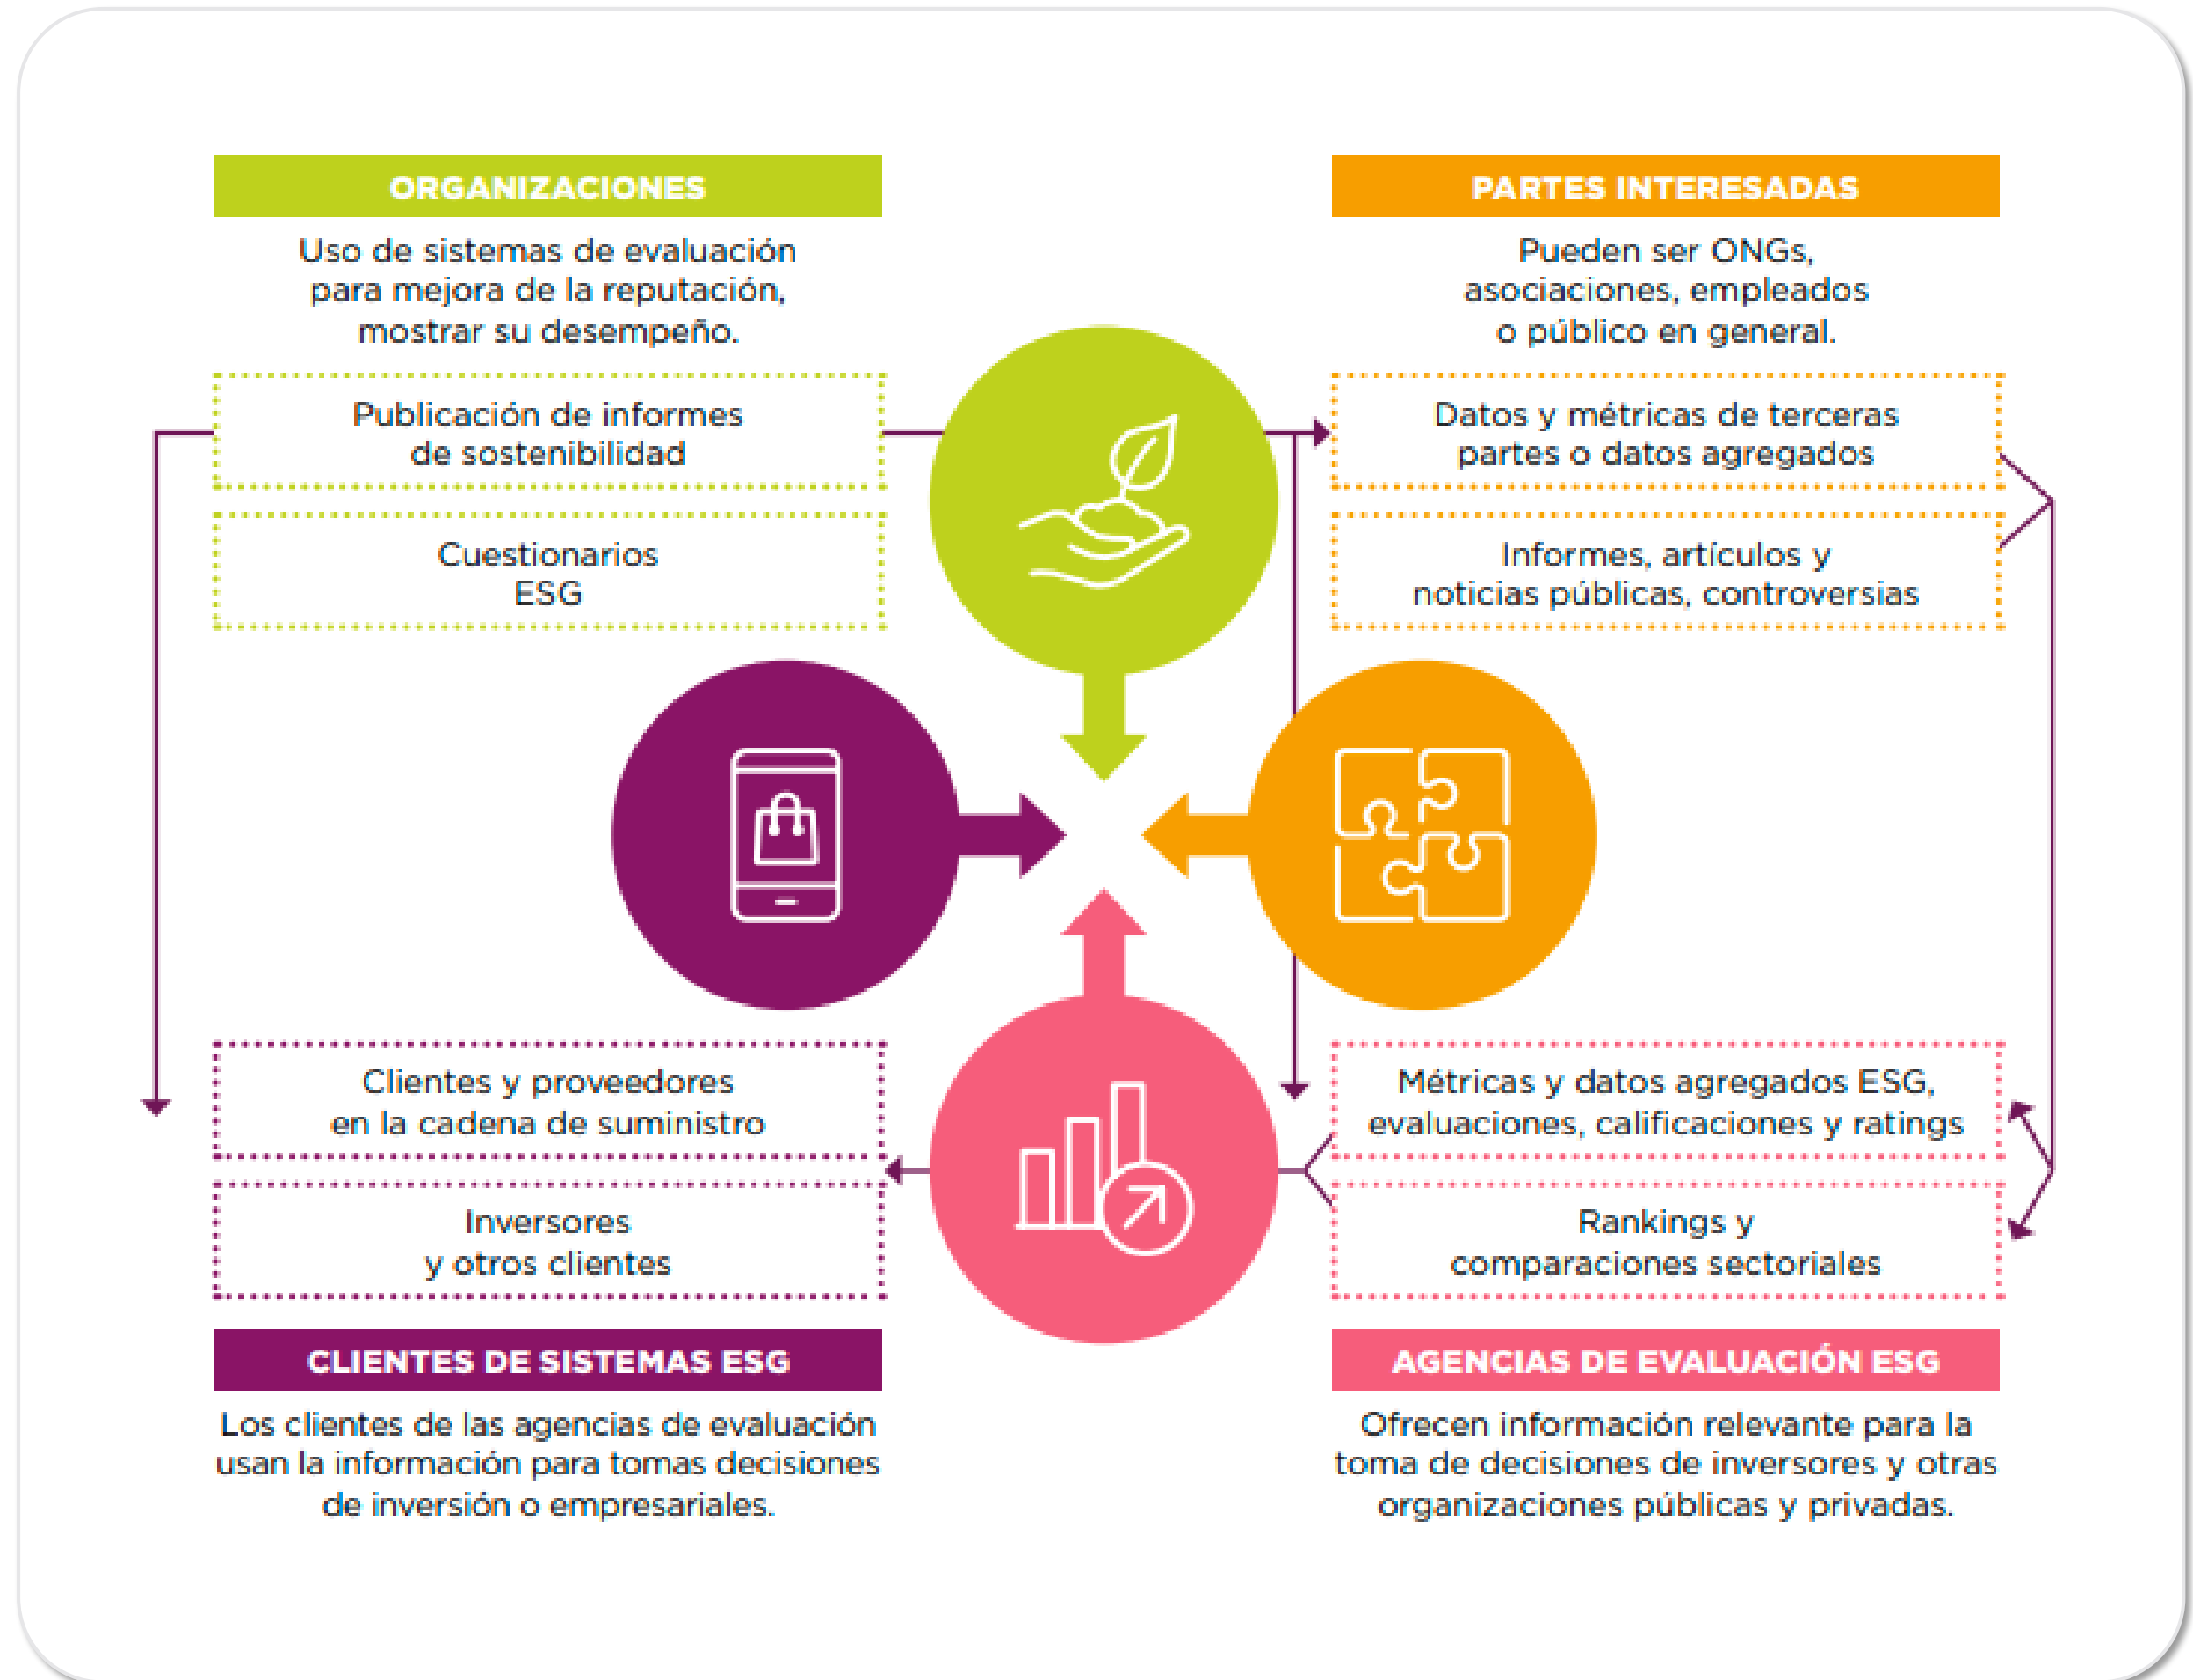 ORGANIZACIONES
Uso de sistemas de evaluación
para mejora de la reputación,
mostrar su desempeño.
Publicación de informes
de sostenibilidad
Cuestionarios
ESG
PARTES INTERESADAS
Pueden ser ONGs,
asociaciones, empleados
o público en general.
Datos y métricas de terceras
partes o datos agregados
Informes, artículos y
noticias públicas, controversias
Clientes y proveedores
en la cadena de suministro
Inversores
y otros clientes
CLIENTES DE SISTEMAS ESG
Los clientes de las agencias de evaluación
usan la información para tomas decisiones
de inversión o empresariales.
Métricas y datos agregados ESG,
evaluaciones, calificaciones y ratings
Rankings y
comparaciones sectoriales
AGENCIAS DE EVALUACIÓN ESG
Ofrecen información relevante para la
toma de decisiones de inversores y otras
organizaciones públicas y privadas.